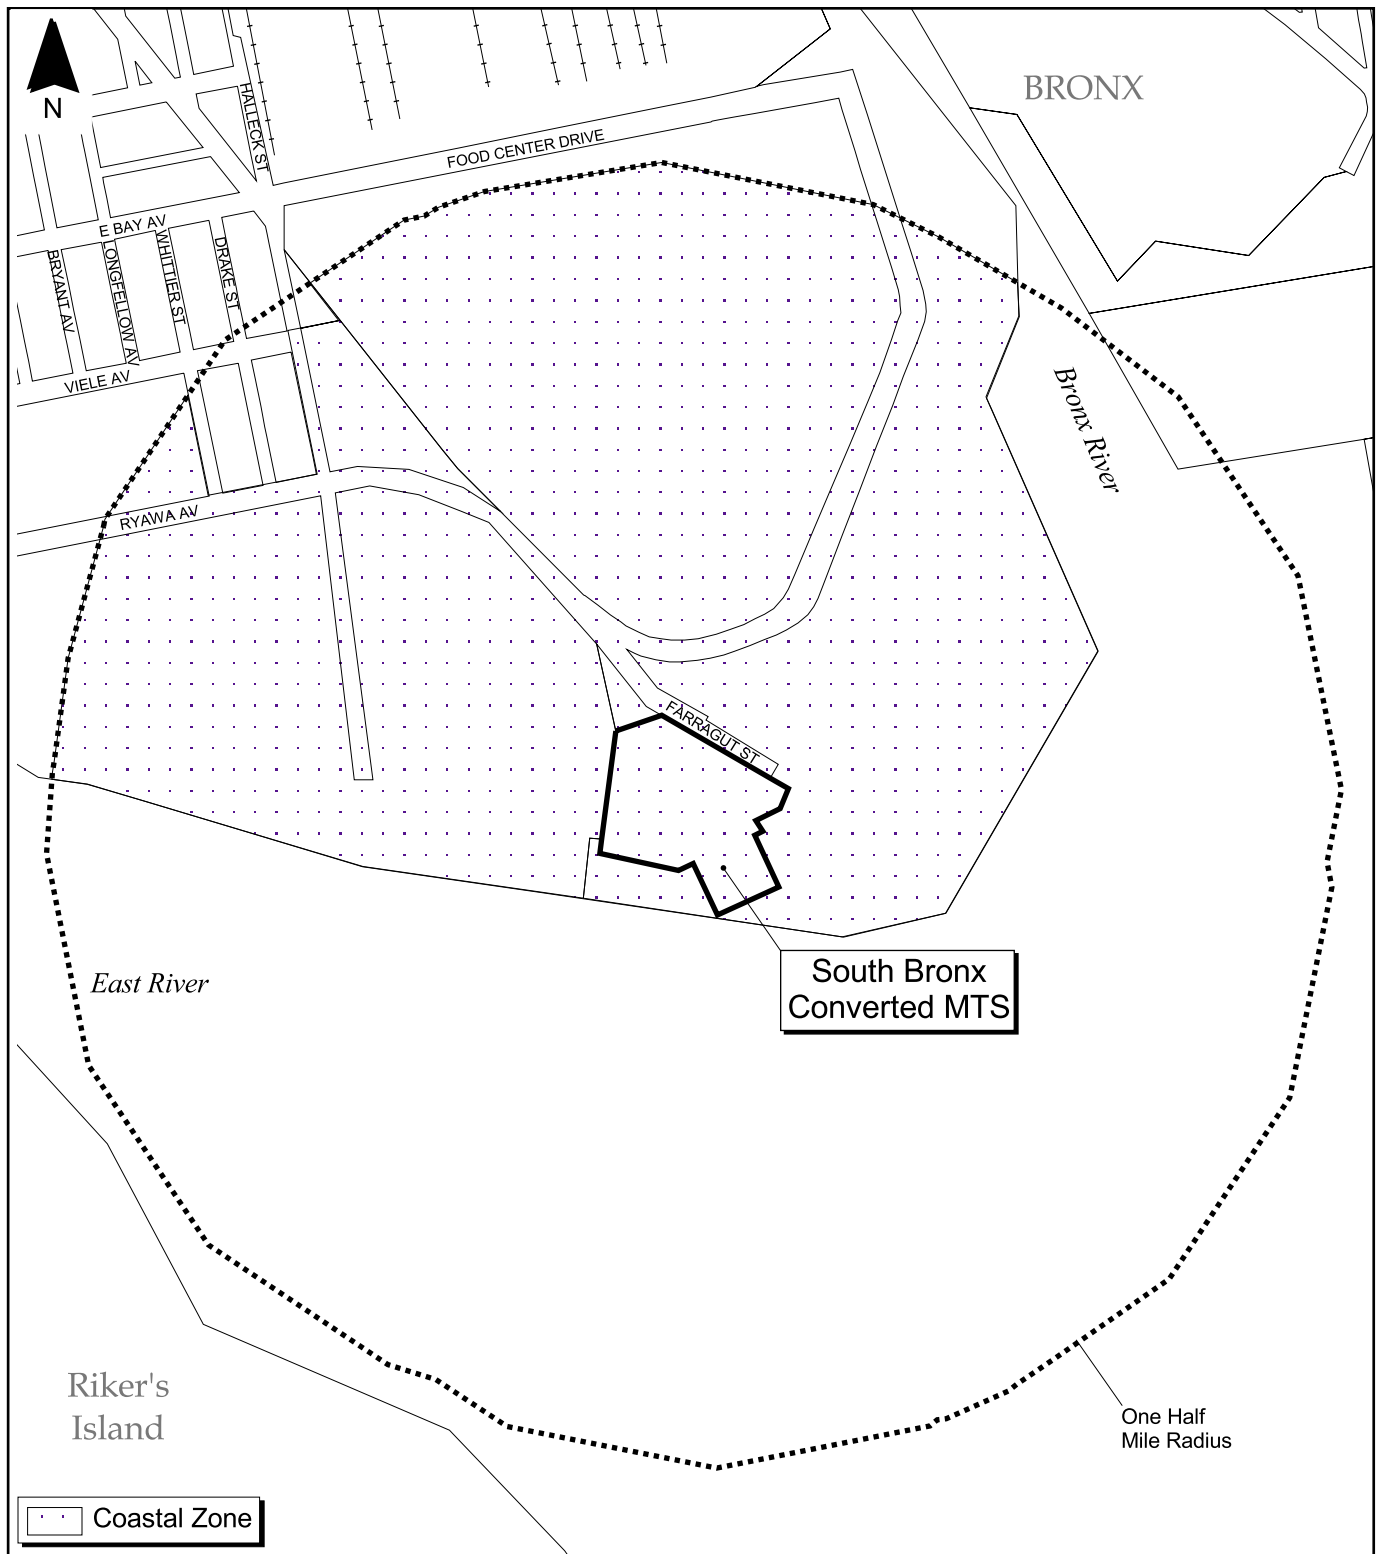 N
BRONX
HALLECK ST
FOOD CENTER DRIVE
E BAY AV
BRYANT AV
LONGFELLOW AV
WHITTIER ST
DRAKE ST
VIELE AV
Bronx River
RYAWA AV
FARRAGUT ST
South Bronx
Converted MTS
East River
Riker's
Island
One Half
Mile Radius
Coastal Zone